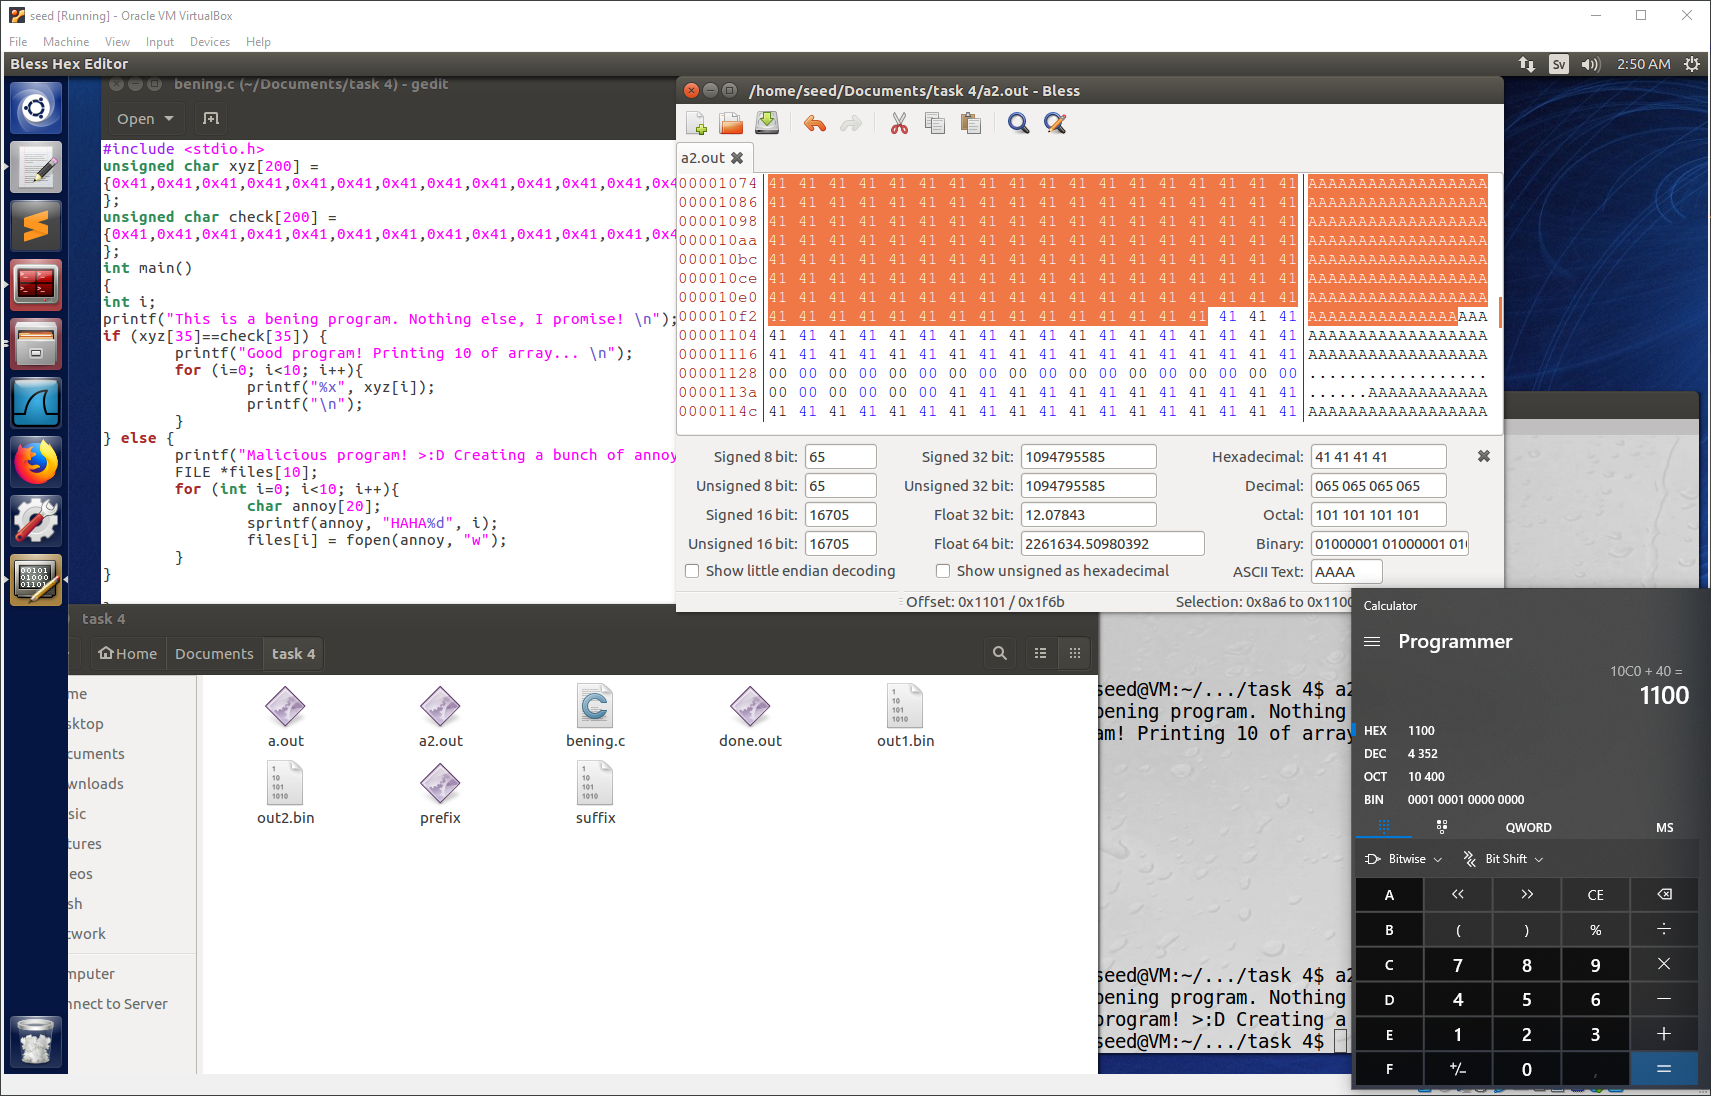 seed [Running] - Oracle VM VirtualBox
File Machine View Input Devices Help
Bless Hex Editor
Sv 2:50 AM
bening.c (~/Documents/task 4) - gedit
Open
#include <stdio.h>
unsigned char xyz[200] =
{0x41,0x41,0x41,0x41,0x41,0x41,0x41,0x41,0x41,0x41,0x41,0x41,0x4
};
unsigned char check[200] =
{0x41,0x41,0x41,0x41,0x41,0x41,0x41,0x41,0x41,0x41,0x41,0x41,0x4
};
int main()
{
int i;
printf("This is a bening program. Nothing else, I promise! \n");
if (xyz[35]==check[35]) {
printf("Good program! Printing 10 of array... \n");
for (i=0; i<10; i++){
printf("%x", xyz[i]);
printf("\n");
}
} else {
printf("Malicious program! >:D Creating a bunch of annoy
FILE *files[10];
for (int i=0; i<10; i++){
char annoy[20];
sprintf(annoy, "HAHA%d", i);
files[i] = fopen(annoy, "w");
}
}
/home/seed/Documents/task 4/a2.out - Bless
a2.out
00001074 41 41 41 41 41 41 41 41 41 41 41 41 41 41 41 41 41 41 AAAAAAAAAAAAAAAAAA
00001086 41 41 41 41 41 41 41 41 41 41 41 41 41 41 41 41 41 41 AAAAAAAAAAAAAAAAAA
00001098 41 41 41 41 41 41 41 41 41 41 41 41 41 41 41 41 41 41 AAAAAAAAAAAAAAAAAA
000010aa 41 41 41 41 41 41 41 41 41 41 41 41 41 41 41 41 41 41 AAAAAAAAAAAAAAAAAA
000010bc 41 41 41 41 41 41 41 41 41 41 41 41 41 41 41 41 41 41 AAAAAAAAAAAAAAAAAA
000010ce 41 41 41 41 41 41 41 41 41 41 41 41 41 41 41 41 41 41 AAAAAAAAAAAAAAAAAA
000010e0 41 41 41 41 41 41 41 41 41 41 41 41 41 41 41 41 41 41 AAAAAAAAAAAAAAAAAA
000010f2 41 41 41 41 41 41 41 41 41 41 41 41 41 41 41 41 41 41 AAAAAAAAAAAAAAAAAA
00001104 41 41 41 41 41 41 41 41 41 41 41 41 41 41 41 41 41 41 AAAAAAAAAAAAAAAAAA
00001116 41 41 41 41 41 41 41 41 41 41 41 41 41 41 41 41 41 41 AAAAAAAAAAAAAAAAAA
00001128 00 00 00 00 00 00 00 00 00 00 00 00 00 00 00 00 00 00 ..................
0000113a 00 00 00 00 00 00 41 41 41 41 41 41 41 41 41 41 41 41 ......AAAAAAAAAAAA
0000114c 41 41 41 41 41 41 41 41 41 41 41 41 41 41 41 41 41 41 AAAAAAAAAAAAAAAAAA
Signed 8 bit: 65 Signed 32 bit: 1094795585 Hexadecimal: 41 41 41 41
Unsigned 8 bit: 65 Unsigned 32 bit: 1094795585 Decimal: 065 065 065 065
Signed 16 bit: 16705 Float 32 bit: 12.07843 Octal: 101 101 101 101
Unsigned 16 bit: 16705 Float 64 bit: 2261634.50980392 Binary: 01000001 01000001 010
Show little endian decoding Show unsigned as hexadecimal ASCII Text: AAAA
Offset: 0x1101 / 0x1f6b Selection: 0x8a6 to 0x1100
task 4
Home Documents task 4
me
sktop
cuments
wnloads
sic
tures
eos
sh
twork
mputer
nnect to Server
a.out a2.out bening.c done.out out1.bin
out2.bin prefix suffix
seed@VM:~/.../task 4$ a2
bening program. Nothing
am! Printing 10 of array
seed@VM:~/.../task 4$ a2
bening program. Nothing
program! >:D Creating a
seed@VM:~/.../task 4$
Calculator
Programmer
10C0 + 40 =
1100
HEX 1100
DEC 4 352
OCT 10 400
BIN 0001 0001 0000 0000
QWORD MS
Bitwise Bit Shift
A << >> CE
B ( ) % ÷
C 7 8 9 ×
D 4 5 6 −
E 1 2 3 +
F +/− 0 , =